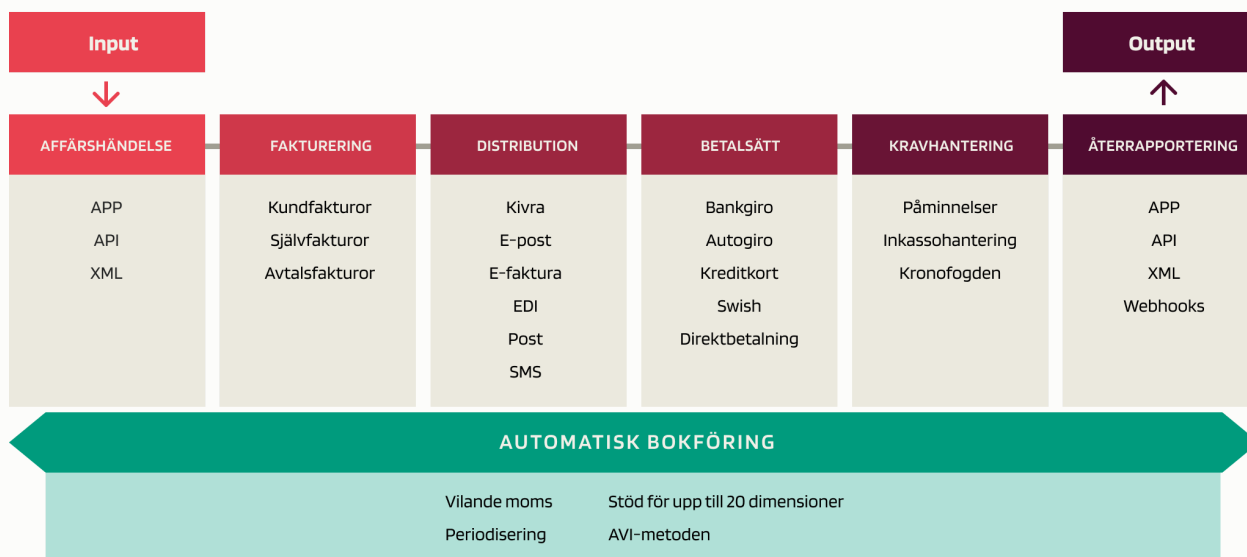 Input
Output
AFFÄRSHÄNDELSE
FAKTURERING
DISTRIBUTION
BETALSÄTT
KRAVHANTERING
ÅTERRAPPORTERING
APP
API
XML
Kundfakturor
Självfakturor
Avtalsfakturor
Kivra
E-post
E-faktura
EDI
Post
SMS
Bankgiro
Autogiro
Kreditkort
Swish
Direktbetalning
Påminnelser
Inkassohantering
Kronofogden
APP
API
XML
Webhooks
AUTOMATISK BOKFÖRING
Vilande moms
Periodisering
Stöd för upp till 20 dimensioner
AVI-metoden